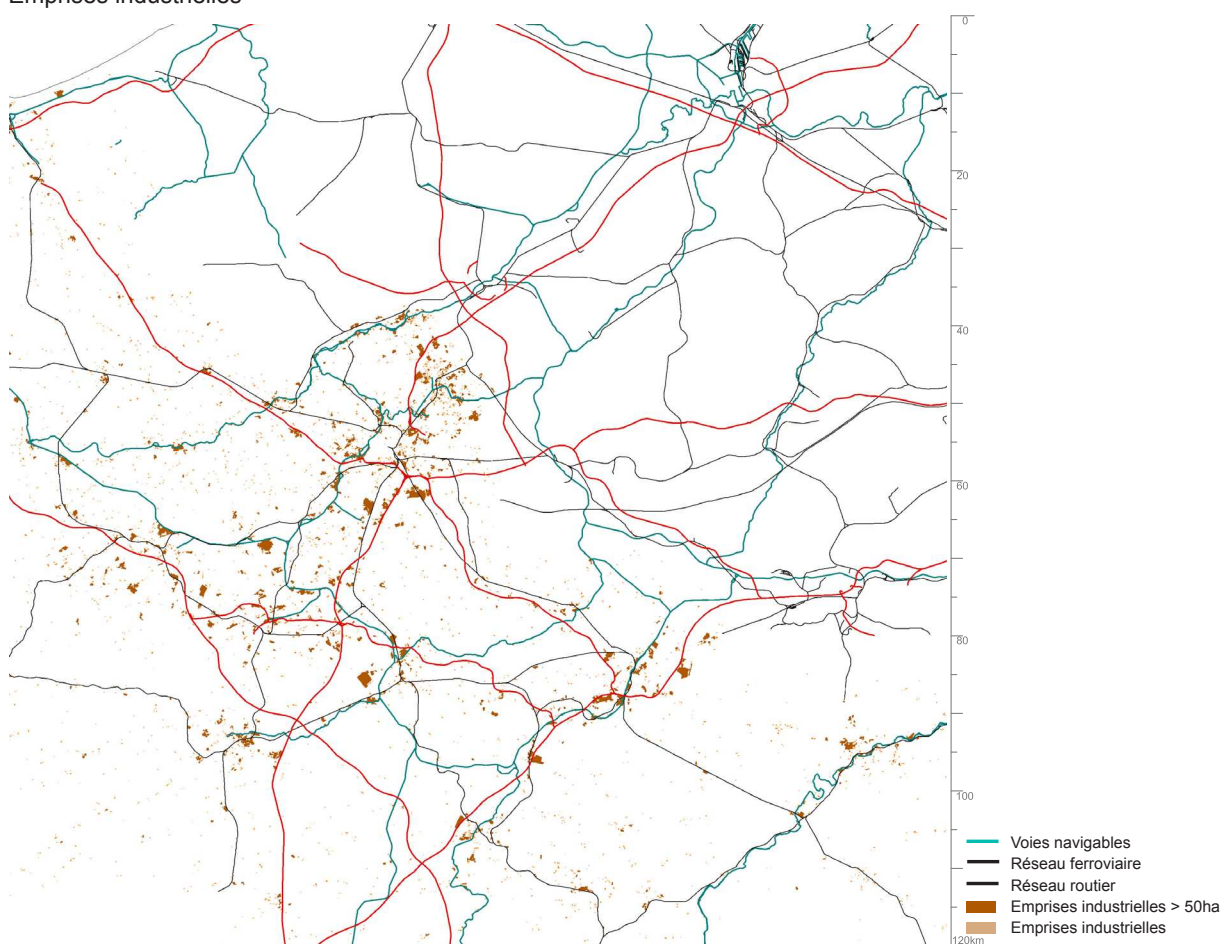 Emprises industrielles
0
20
40
60
80
100
120km
Voies navigables
Réseau ferroviaire
Réseau routier
Emprises industrielles > 50ha
Emprises industrielles